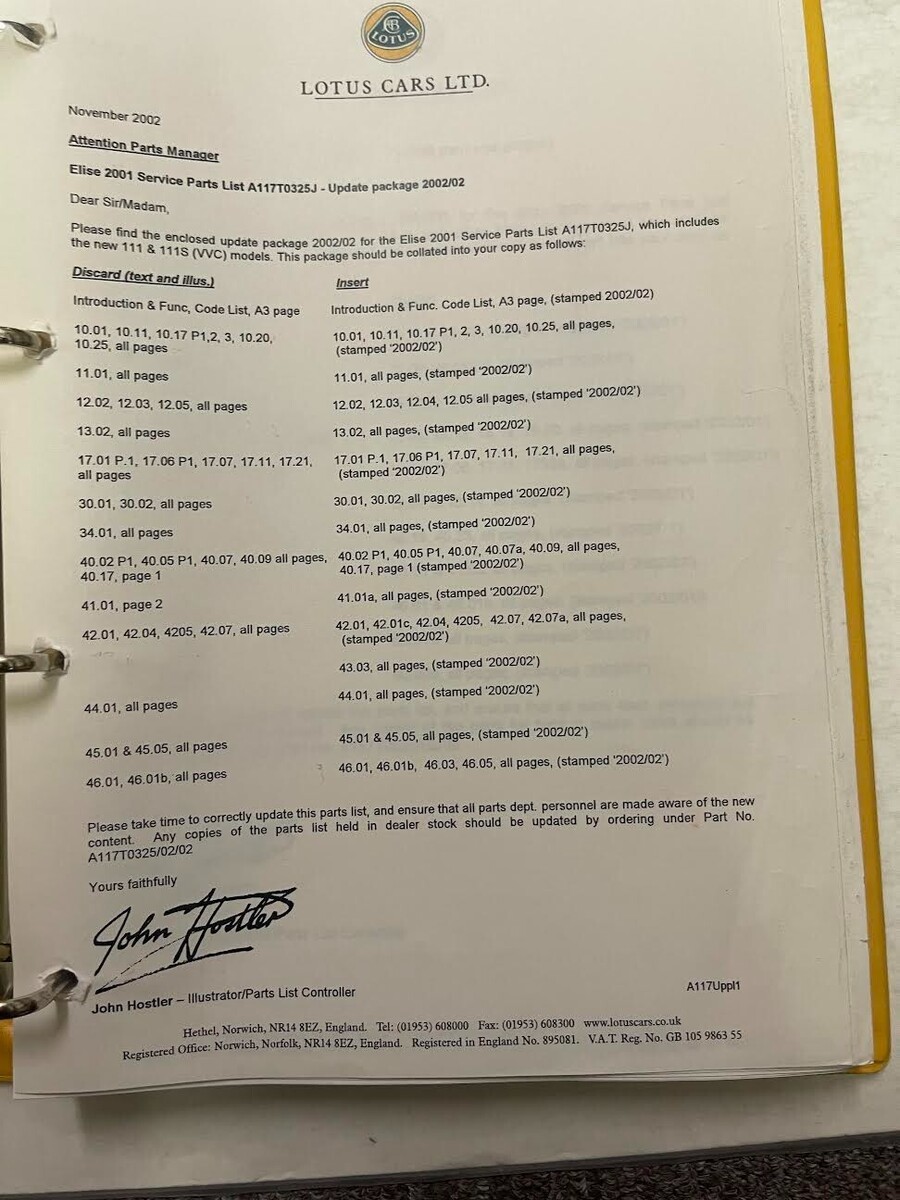 LOTUS
LOTUS CARS LTD.
November 2002
Attention Parts Manager
Elise 2001 Service Parts List A117T0325J - Update package 2002/02
Dear Sir/Madam,
Please find the enclosed update package 2002/02 for the Elise 2001 Service Parts List A117T0325J, which includes
the new 111 & 111S (VVC) models. This package should be collated into your copy as follows:
Discard (text and illus.) Insert
Introduction & Func, Code List, A3 page Introduction & Func. Code List, A3 page, (stamped 2002/02)
10.01, 10.11, 10.17 P1,2, 3, 10.20, 10.01, 10.11, 10.17 P1, 2, 3, 10.20, 10.25, all pages,
10.25, all pages (stamped '2002/02')
11.01, all pages 11.01, all pages, (stamped '2002/02')
12.02, 12.03, 12.05, all pages 12.02, 12.03, 12.04, 12.05 all pages, (stamped '2002/02')
13.02, all pages 13.02, all pages, (stamped '2002/02')
17.01 P.1, 17.06 P1, 17.07, 17.11, 17.21, 17.01 P.1, 17.06 P1, 17.07, 17.11, 17.21, all pages,
all pages (stamped '2002/02')
30.01, 30.02, all pages 30.01, 30.02, all pages, (stamped '2002/02')
34.01, all pages 34.01, all pages, (stamped '2002/02')
40.02 P1, 40.05 P1, 40.07, 40.09 all pages, 40.02 P1, 40.05 P1, 40.07, 40.07a, 40.09, all pages,
40.17, page 1 40.17, page 1 (stamped '2002/02')
41.01, page 2 41.01a, all pages, (stamped '2002/02')
42.01, 42.04, 4205, 42.07, all pages 42.01, 42.01c, 42.04, 4205, 42.07, 42.07a, all pages,
(stamped '2002/02')
43.03, all pages, (stamped '2002/02')
44.01, all pages 44.01, all pages, (stamped '2002/02')
45.01 & 45.05, all pages 45.01 & 45.05, all pages, (stamped '2002/02')
46.01, 46.01b, all pages 46.01, 46.01b, 46.03, 46.05, all pages, (stamped '2002/02')
Please take time to correctly update this parts list, and ensure that all parts dept. personnel are made aware of the new
content. Any copies of the parts list held in dealer stock should be updated by ordering under Part No.
A117T0325/02/02
Yours faithfully
John Hostler
John Hostler – Illustrator/Parts List Controller A117Uppl1
Hethel, Norwich, NR14 8EZ, England. Tel: (01953) 608000 Fax: (01953) 608300 www.lotuscars.co.uk
Registered Office: Norwich, Norfolk, NR14 8EZ, England. Registered in England No. 895081. V.A.T. Reg. No. GB 105 9863 55